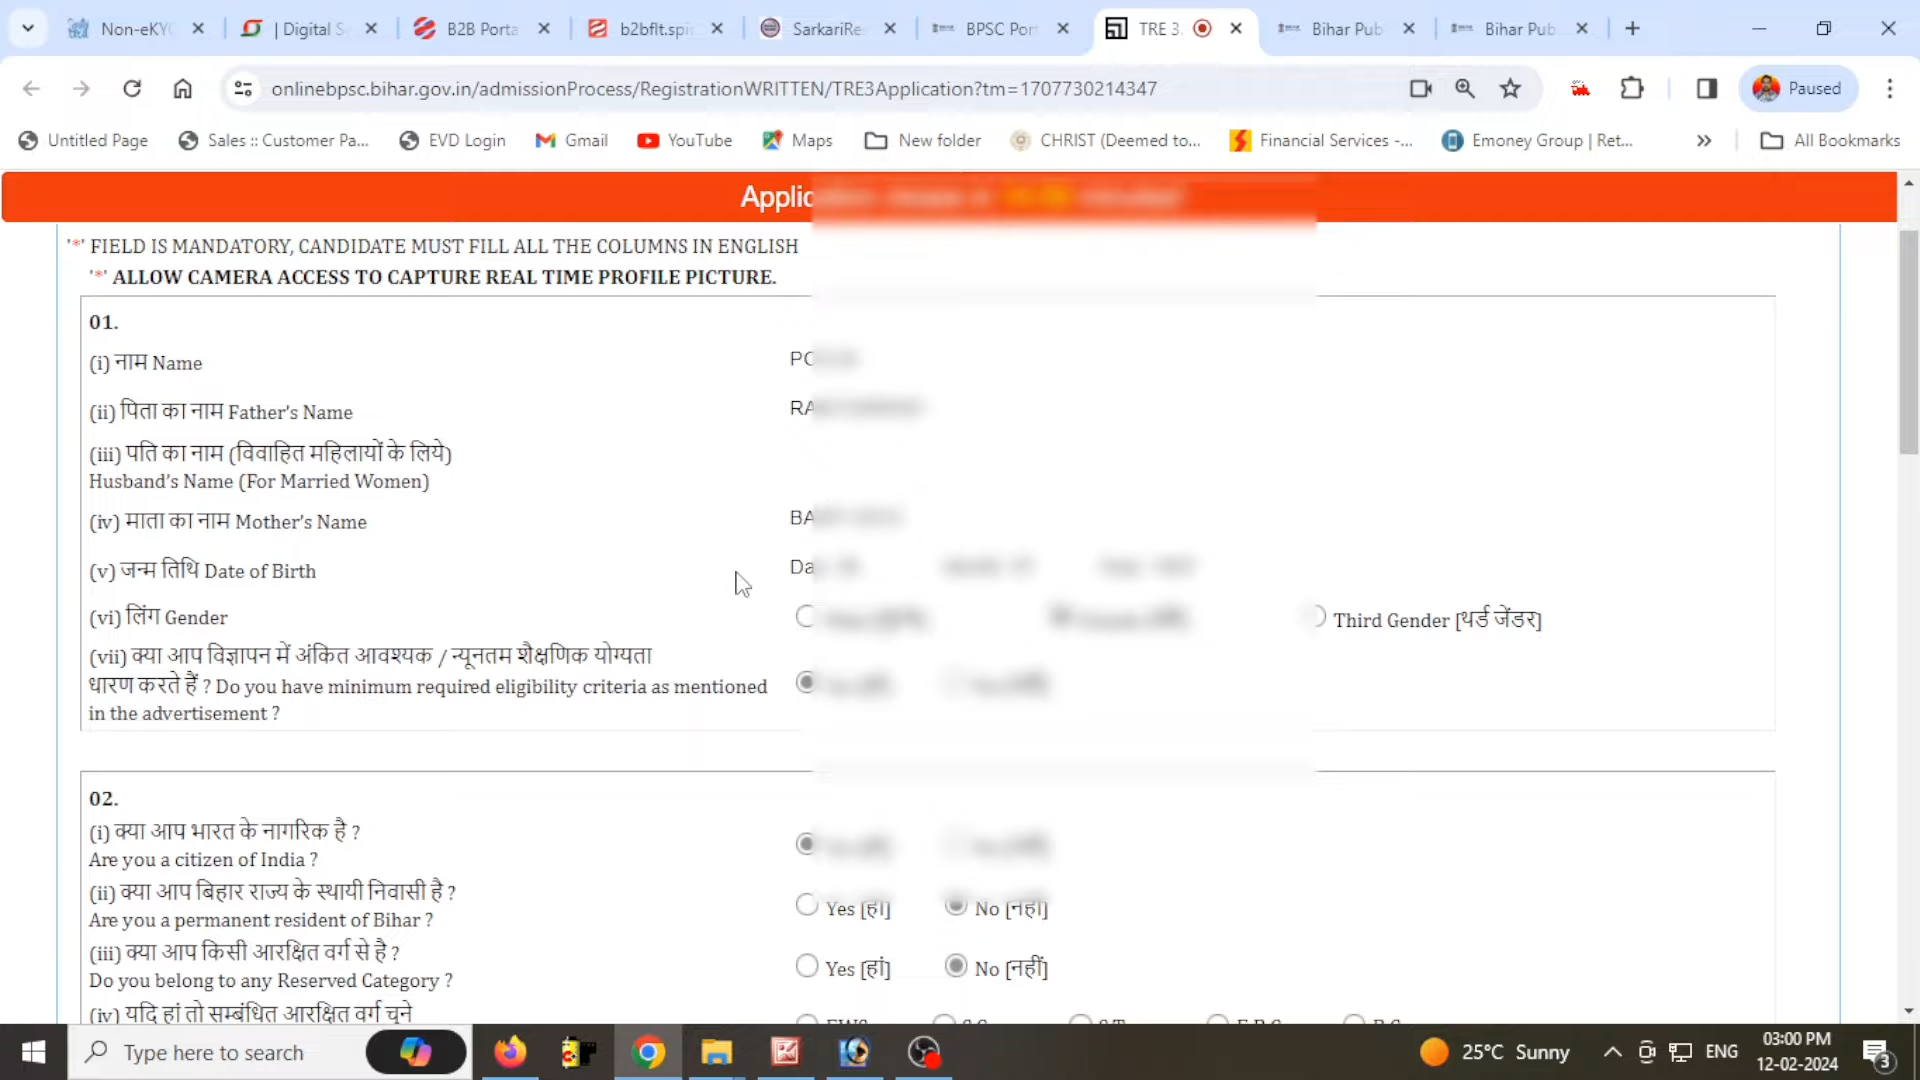 Non-eKY
| Digital S
B2B Porta
b2bflt.spi
SarkariRe
BPSC Por
TRE 3.
Bihar Pub
Bihar Pub
onlinebpsc.bihar.gov.in/admissionProcess/RegistrationWRITTEN/TRE3Application?tm=1707730214347
Paused
Untitled Page
Sales :: Customer Pa...
EVD Login
Gmail
YouTube
Maps
New folder
CHRIST (Deemed to...
Financial Services -...
Emoney Group | Ret...
»
All Bookmarks
Applic
'*' FIELD IS MANDATORY, CANDIDATE MUST FILL ALL THE COLUMNS IN ENGLISH
'*' ALLOW CAMERA ACCESS TO CAPTURE REAL TIME PROFILE PICTURE.
01.
(i) नाम Name
(ii) पिता का नाम Father's Name
(iii) पति का नाम (विवाहित महिलायों के लिये)
Husband's Name (For Married Women)
(iv) माता का नाम Mother's Name
(v) जन्म तिथि Date of Birth
(vi) लिंग Gender
Third Gender [थर्ड जेंडर]
(vii) क्या आप विज्ञापन में अंकित आवश्यक / न्यूनतम शैक्षणिक योग्यता
धारण करते हैं ? Do you have minimum required eligibility criteria as mentioned
in the advertisement ?
02.
(i) क्या आप भारत के नागरिक है ?
Are you a citizen of India ?
(ii) क्या आप बिहार राज्य के स्थायी निवासी है ?
Are you a permanent resident of Bihar ?
Yes [हां] No [नहीं]
(iii) क्या आप किसी आरक्षित वर्ग से है ?
Do you belong to any Reserved Category ?
Yes [हां] No [नहीं]
(iv) यदि हां तो सम्बंधित आरक्षित वर्ग चुने
Type here to search
25°C Sunny
ENG
03:00 PM
12-02-2024
3